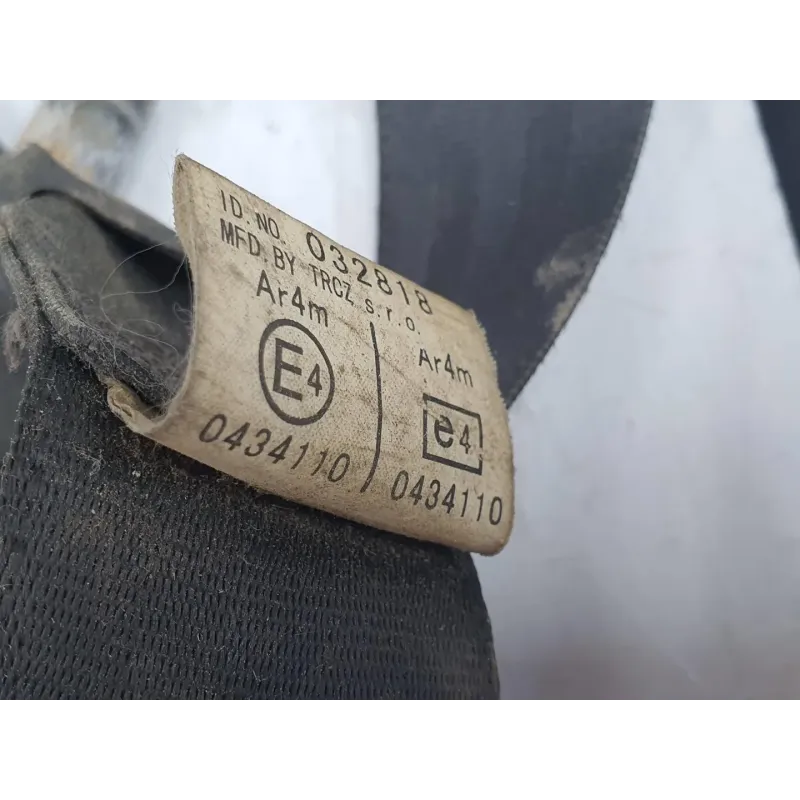 ID.NO. 032818
MFD.BY TRCZ s.r.o.
Ar4m
E4
0434110
Ar4m
e4
0434110